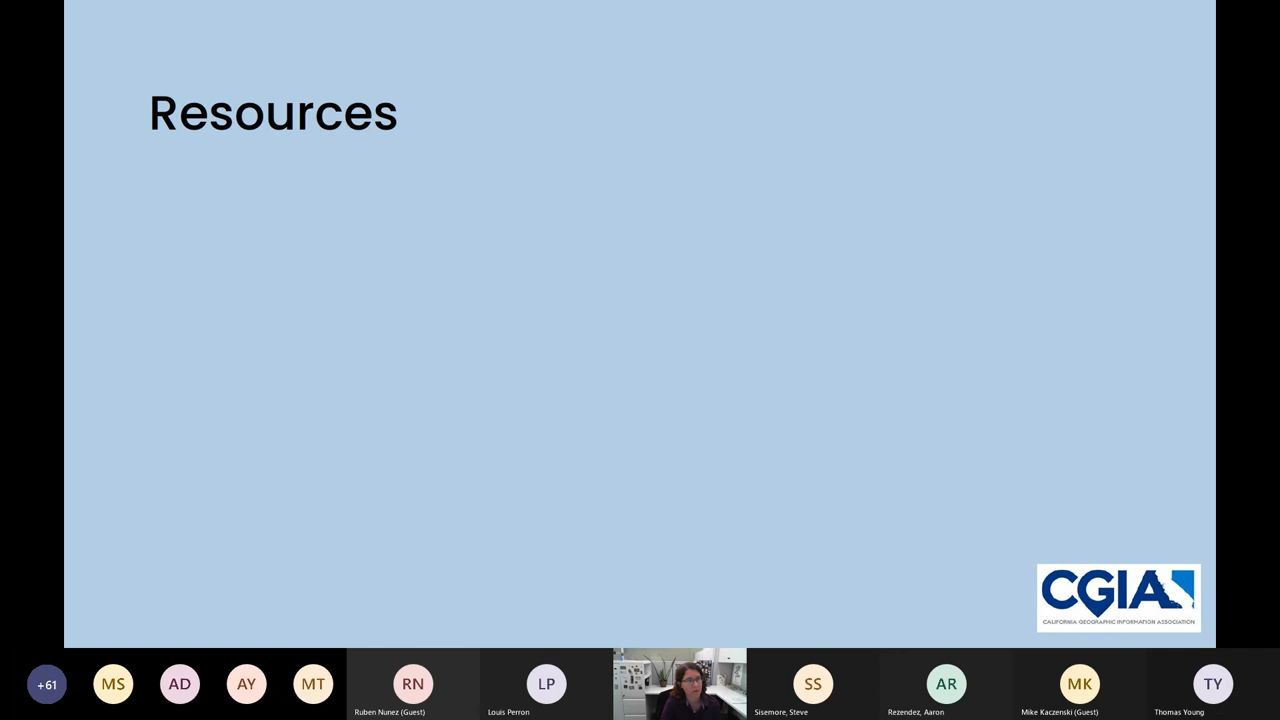 Resources
CGIA
CALIFORNIA GEOGRAPHIC INFORMATION ASSOCIATION
+61
MS
AD
AY
MT
RN
Ruben Nunez (Guest)
LP
Louis Perron
SS
Sisemore, Steve
AR
Rezendez, Aaron
MK
Mike Kaczenski (Guest)
TY
Thomas Young